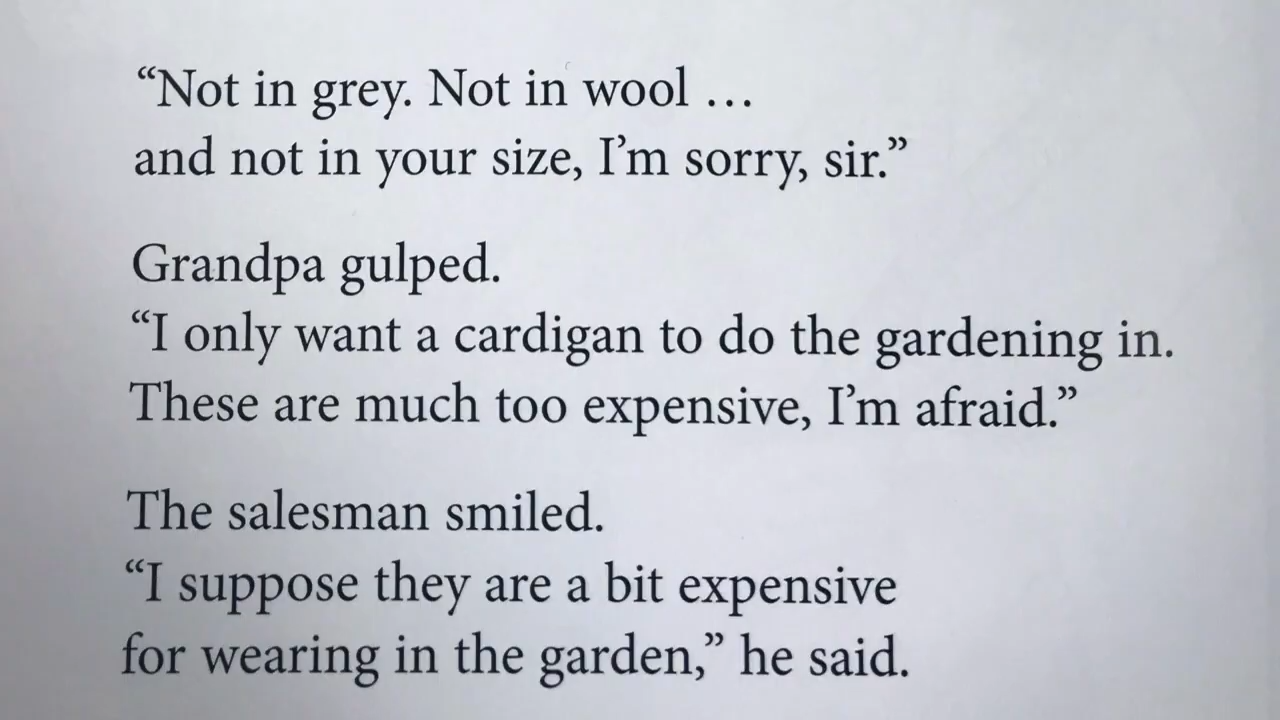 “Not in grey. Not in wool …
and not in your size, I’m sorry, sir.”
Grandpa gulped.
“I only want a cardigan to do the gardening in.
These are much too expensive, I’m afraid.”
The salesman smiled.
“I suppose they are a bit expensive
for wearing in the garden,” he said.